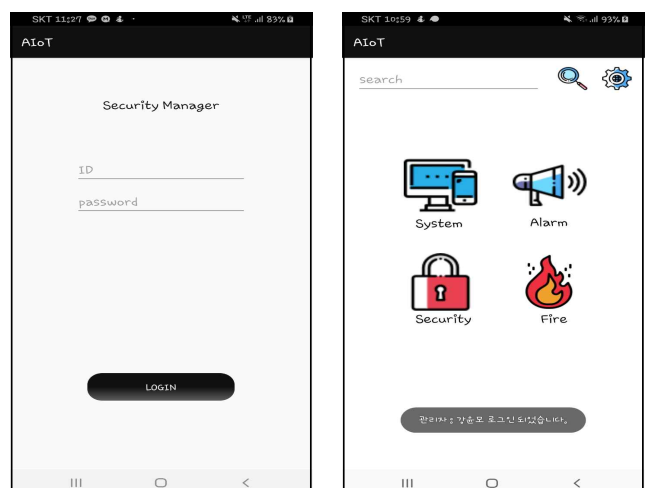 SKT 11:27
83%
AIoT
Security Manager
ID
password
LOGIN
SKT 10:59
93%
AIoT
search
System
Alarm
Security
Fire
관리자 : 강윤모 로그인 되었습니다.